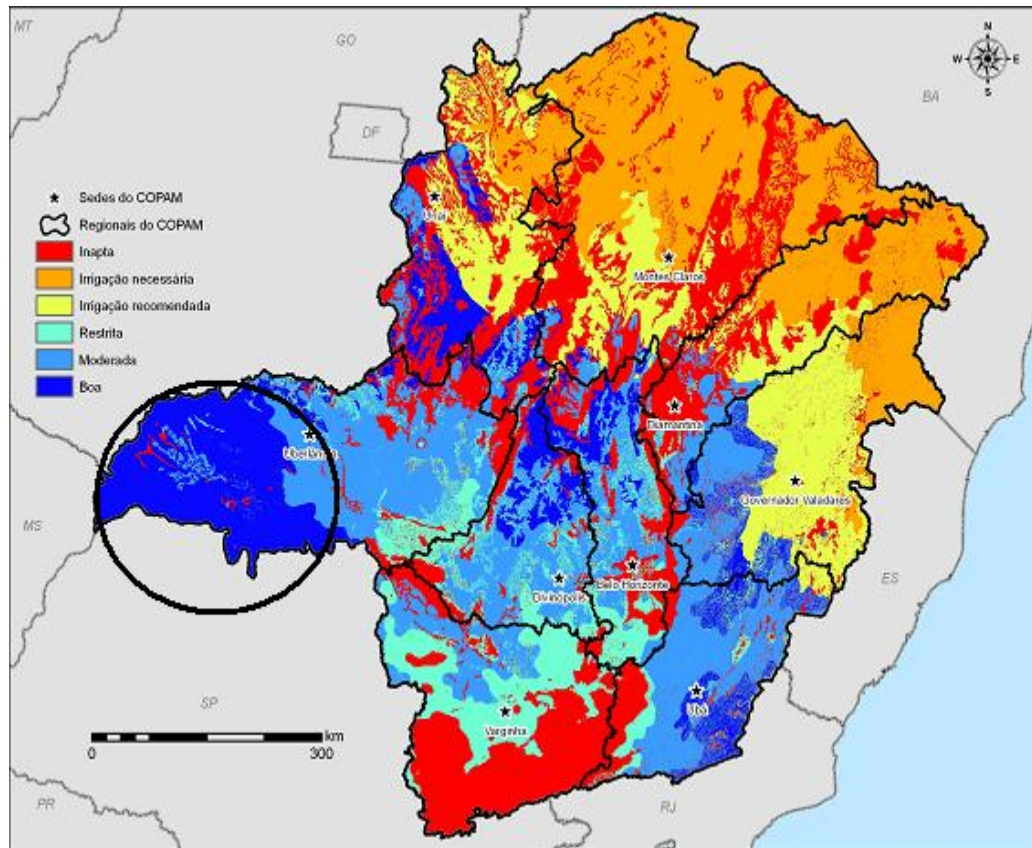 MT
GO
N
W
E
S
BA
DF
Sedes do COPAM
Regionais do COPAM
Inapta
Irrigação necessária
Irrigação recomendada
Restrita
Moderada
Boa
Unaí
Montes Claros
Diamantina
Uberlândia
Governador Valadares
MS
ES
Belo Horizonte
Divinópolis
Ubá
Varginha
SP
km
0
300
PR
RJ